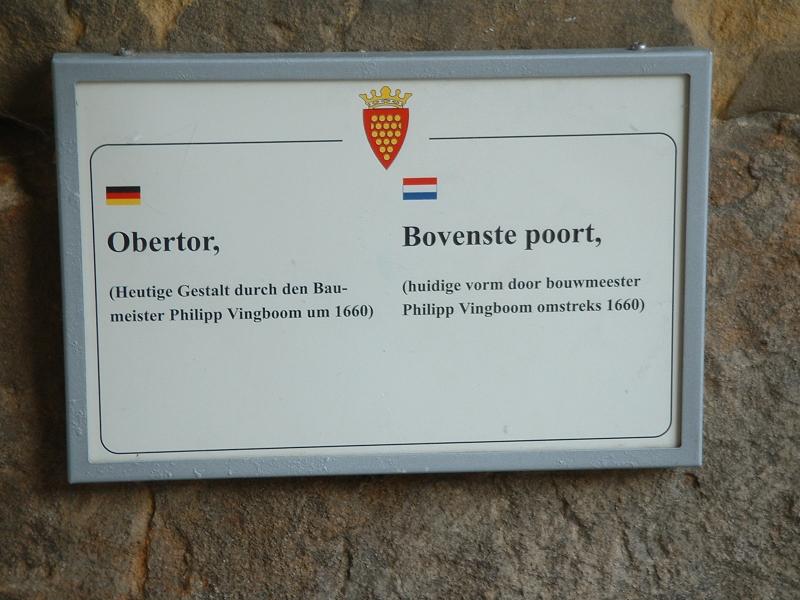 Obertor,
(Heutige Gestalt durch den Bau-
meister Philipp Vingboom um 1660)
Bovenste poort,
(huidige vorm door bouwmeester
Philipp Vingboom omstreks 1660)